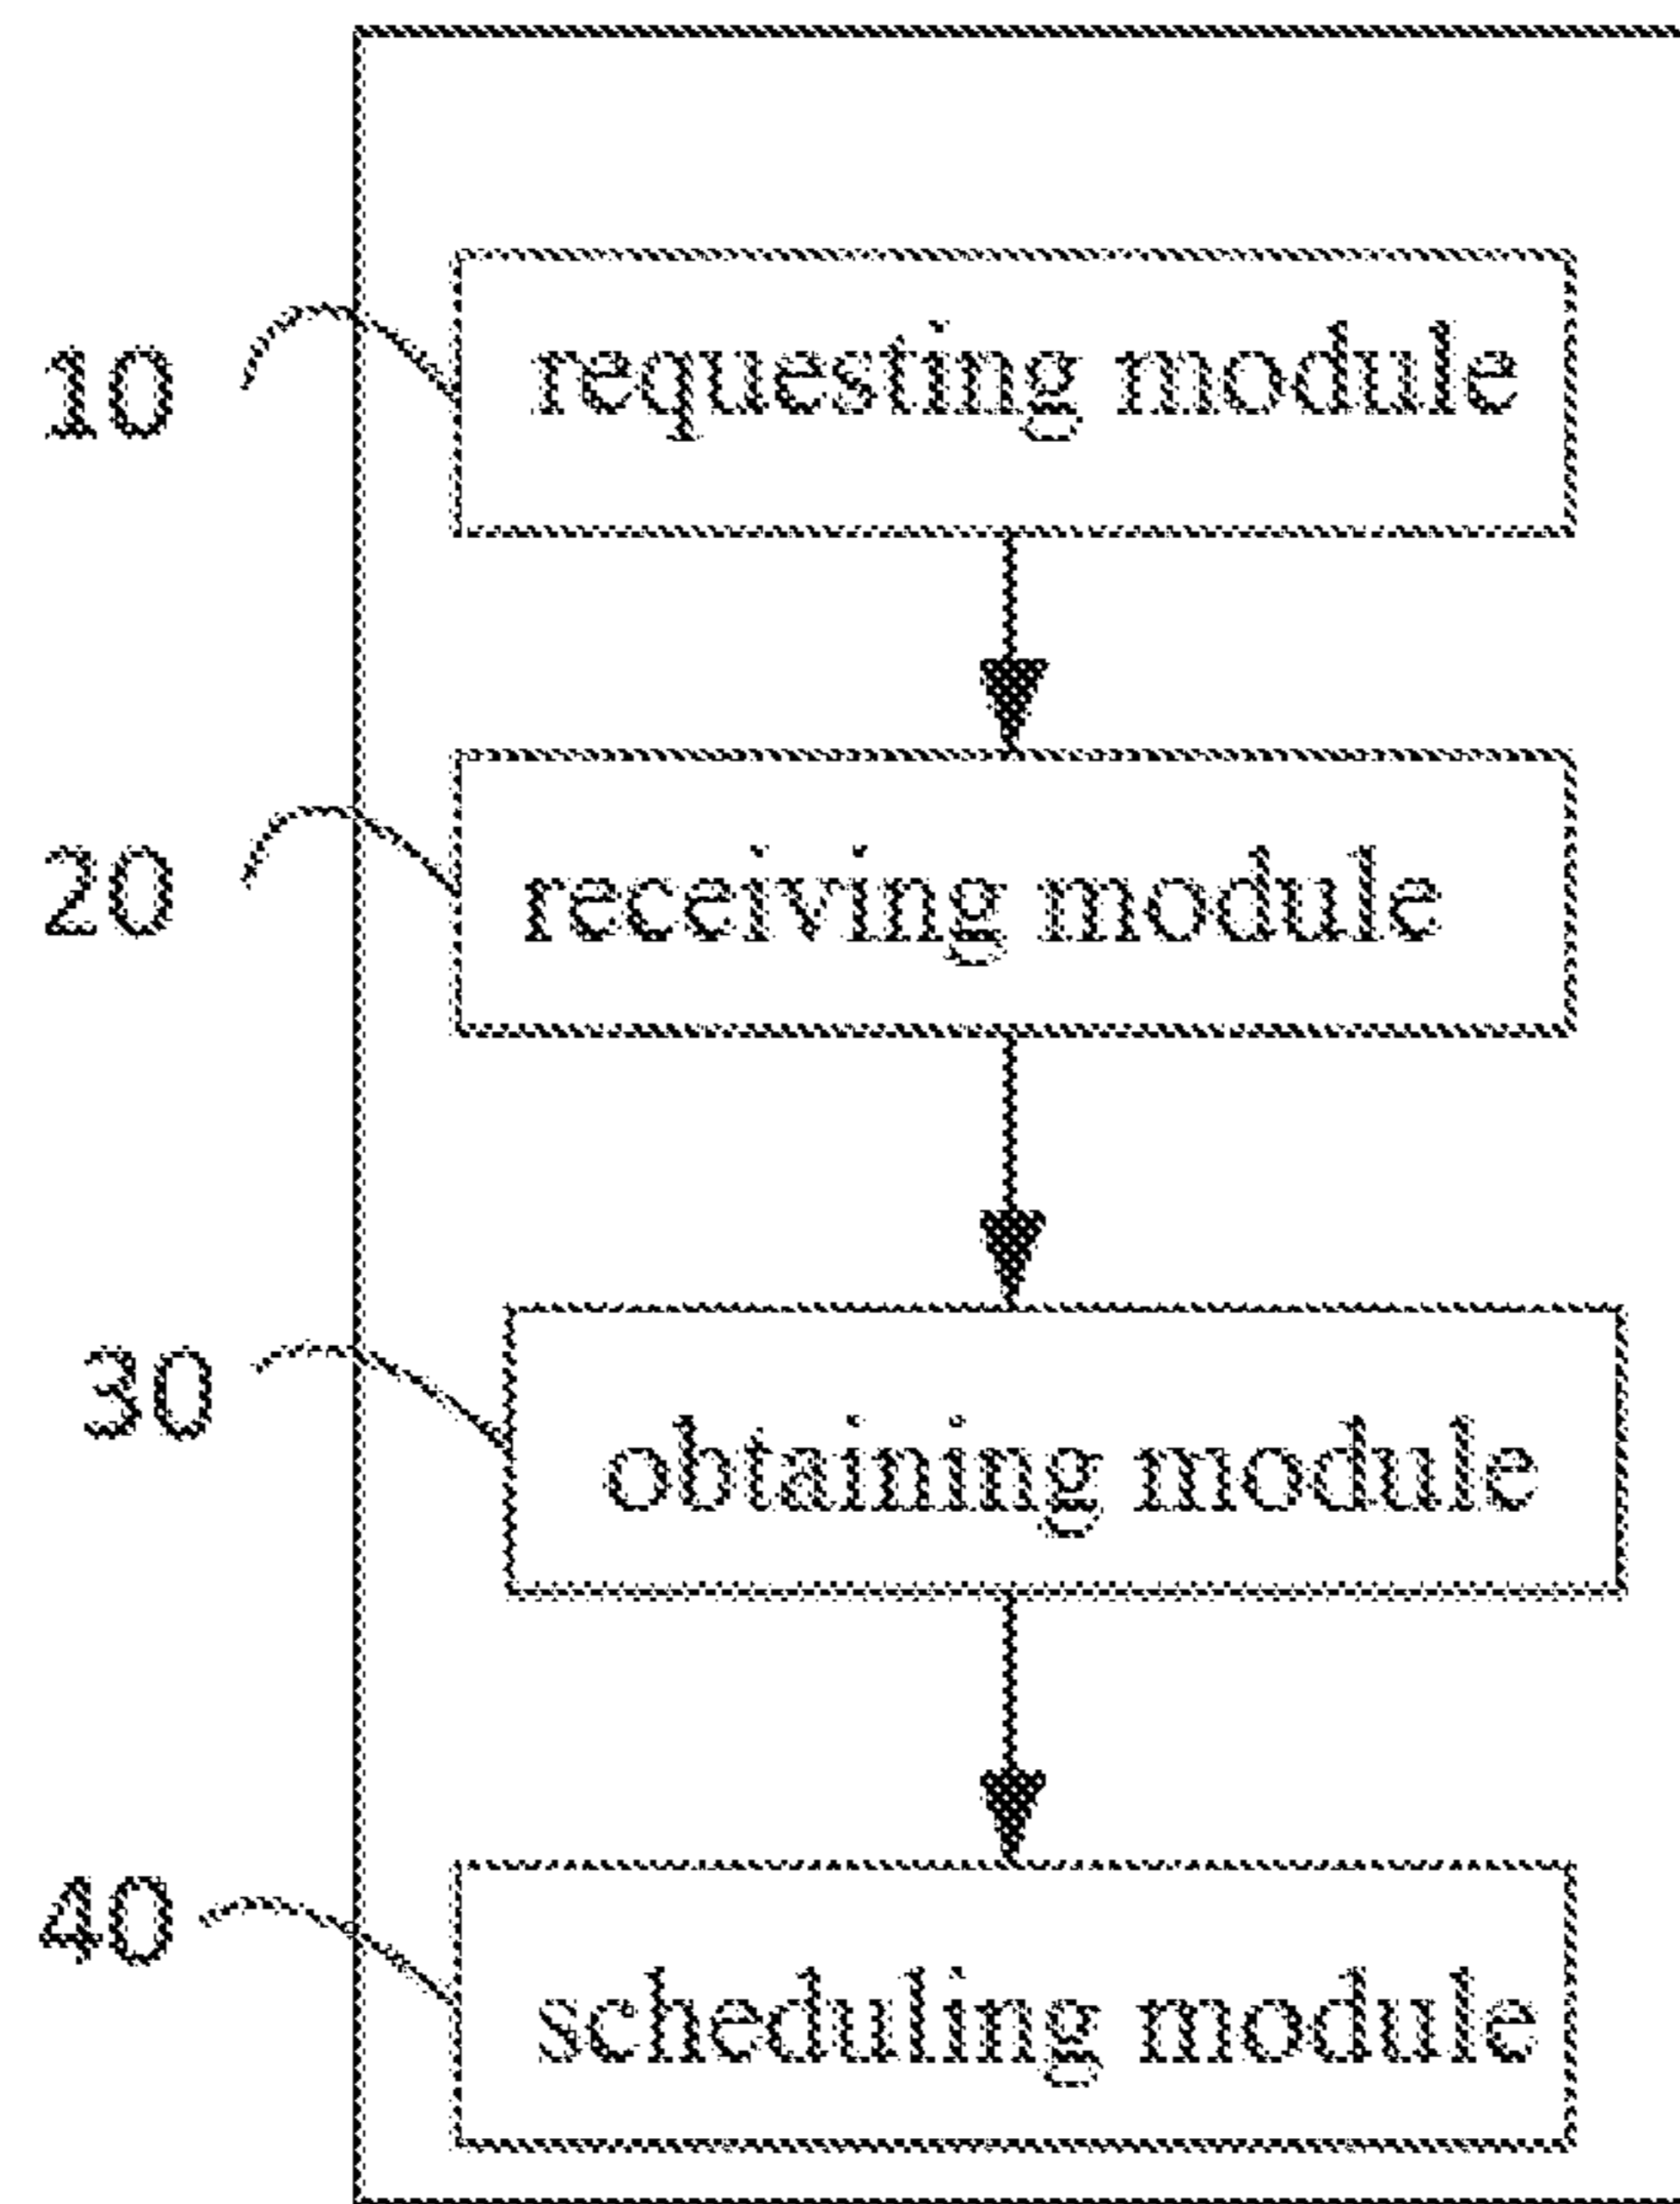 10
requesting module
20
receiving module
30
obtaining module
40
scheduling module